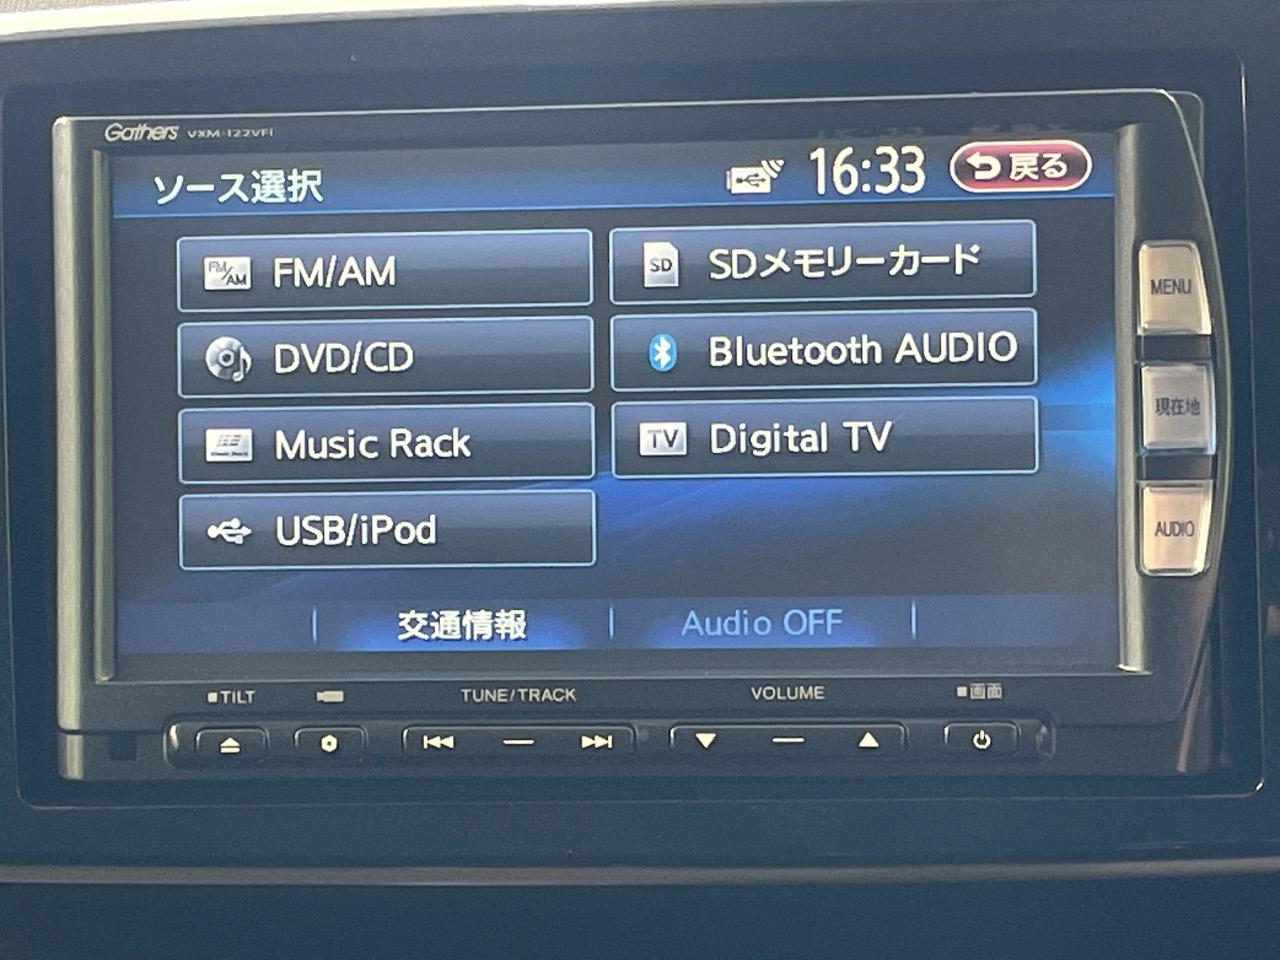 Gathers VXM-122VFi
ソース選択 16:33 戻る
FM/AM FM/AM
SD SDメモリーカード
MENU
DVD/CD
Bluetooth AUDIO
現在地
Music Rack
TV Digital TV
USB/iPod
AUDIO
交通情報 Audio OFF
TILT TUNE/TRACK VOLUME 画面